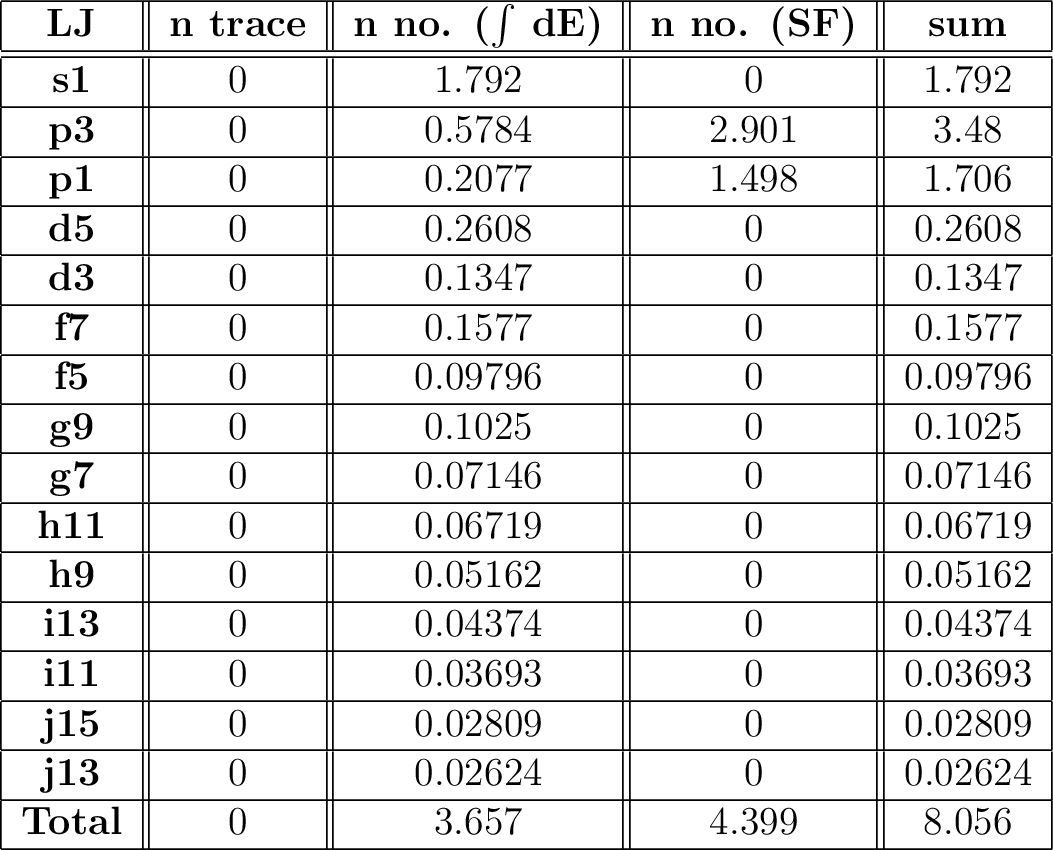 LJ n trace n no. (∫ dE) n no. (SF) sum
s1 0 1.792 0 1.792
p3 0 0.5784 2.901 3.48
p1 0 0.2077 1.498 1.706
d5 0 0.2608 0 0.2608
d3 0 0.1347 0 0.1347
f7 0 0.1577 0 0.1577
f5 0 0.09796 0 0.09796
g9 0 0.1025 0 0.1025
g7 0 0.07146 0 0.07146
h11 0 0.06719 0 0.06719
h9 0 0.05162 0 0.05162
i13 0 0.04374 0 0.04374
i11 0 0.03693 0 0.03693
j15 0 0.02809 0 0.02809
j13 0 0.02624 0 0.02624
Total 0 3.657 4.399 8.056